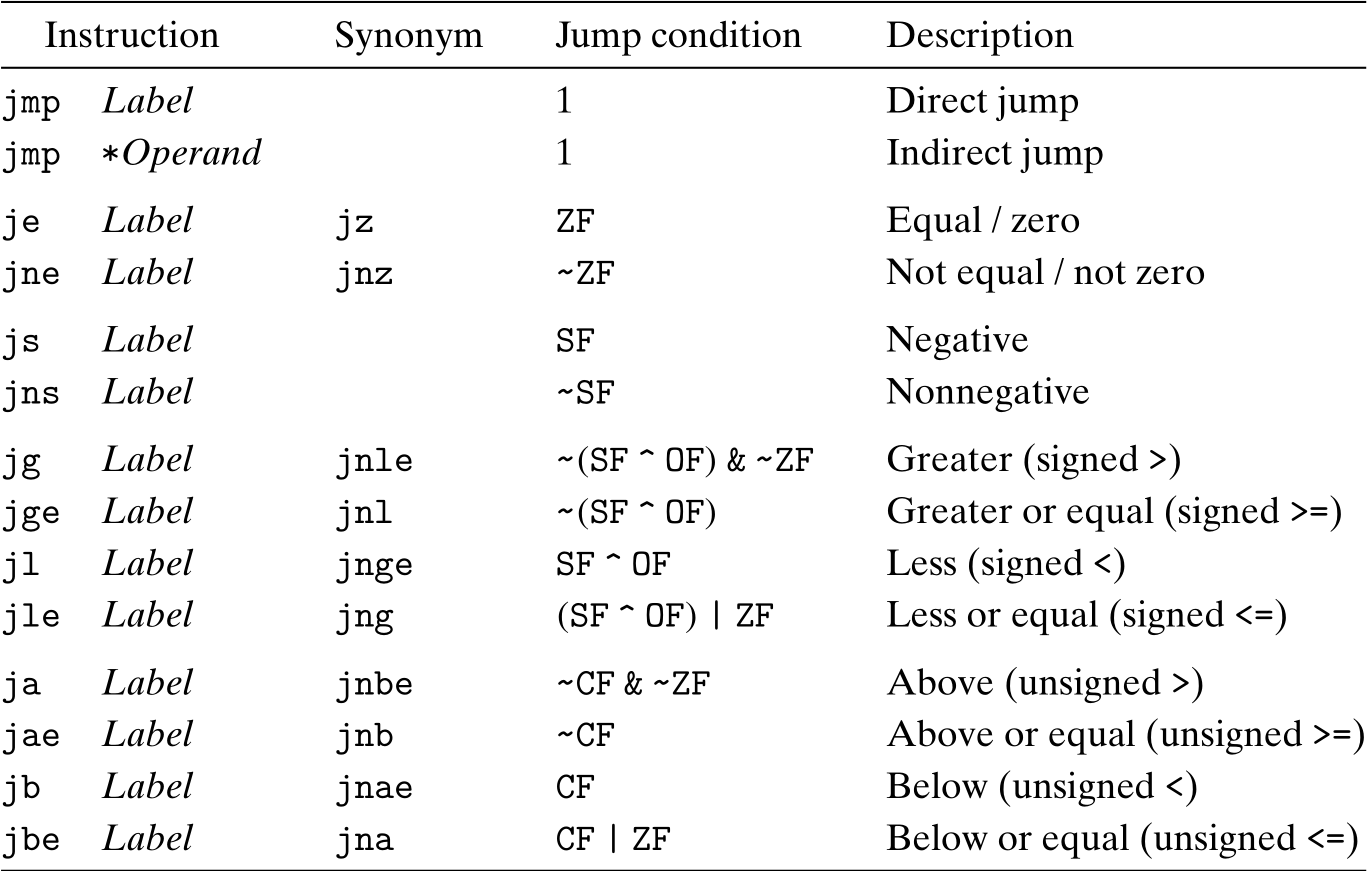 Instruction Synonym Jump condition Description
jmp Label 1 Direct jump
jmp *Operand 1 Indirect jump
je Label jz ZF Equal / zero
jne Label jnz ~ZF Not equal / not zero
js Label SF Negative
jns Label ~SF Nonnegative
jg Label jnle ~(SF ^ OF) & ~ZF Greater (signed >)
jge Label jnl ~(SF ^ OF) Greater or equal (signed >=)
jl Label jnge SF ^ OF Less (signed <)
jle Label jng (SF ^ OF) | ZF Less or equal (signed <=)
ja Label jnbe ~CF & ~ZF Above (unsigned >)
jae Label jnb ~CF Above or equal (unsigned >=)
jb Label jnae CF Below (unsigned <)
jbe Label jna CF | ZF Below or equal (unsigned <=)